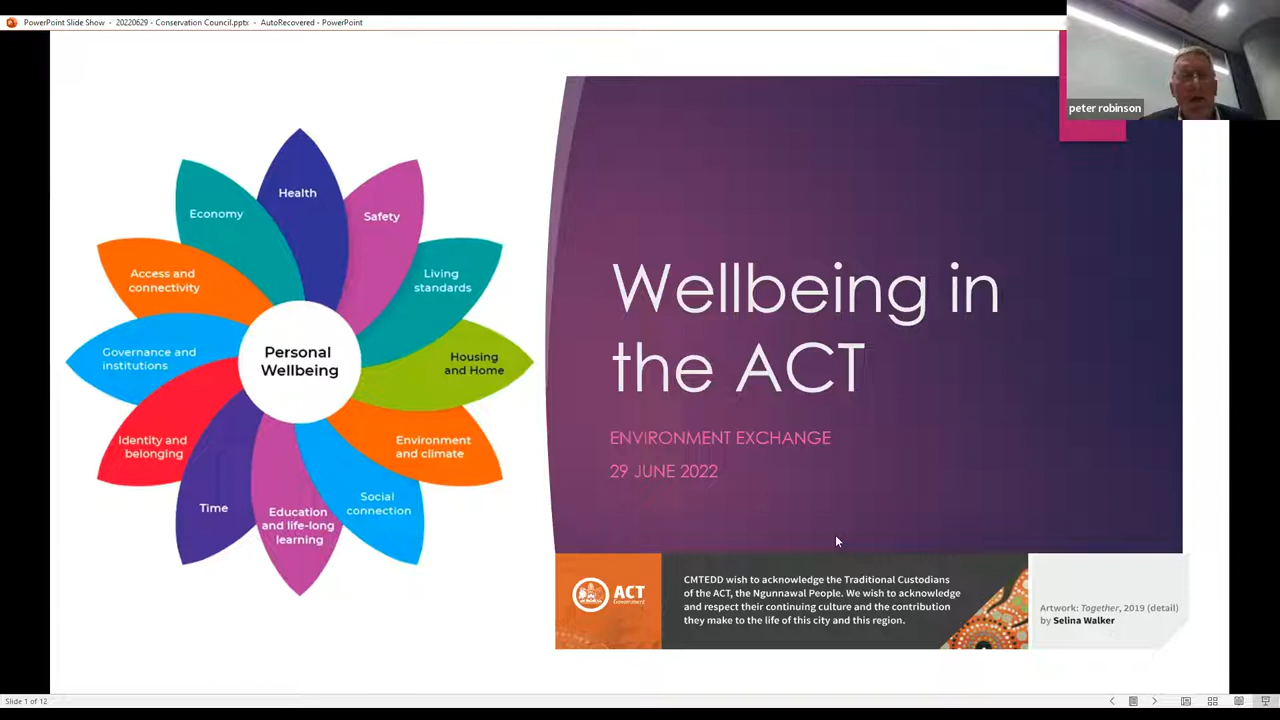 PowerPoint Slide Show - 20220629 - Conservation Council.pptx - AutoRecovered - PowerPoint
peter robinson
Health
Economy
Safety
Access and
connectivity
Living
standards
Governance and
institutions
Personal
Wellbeing
Housing
and Home
Identity and
belonging
Environment
and climate
Time
Education
and life-long
learning
Social
connection
Wellbeing in
the ACT
ENVIRONMENT EXCHANGE
29 JUNE 2022
ACT
Government
CMTEDD wish to acknowledge the Traditional Custodians
of the ACT, the Ngunnawal People. We wish to acknowledge
and respect their continuing culture and the contribution
they make to the life of this city and this region.
Artwork: Together, 2019 (detail)
by Selina Walker
Slide 1 of 12